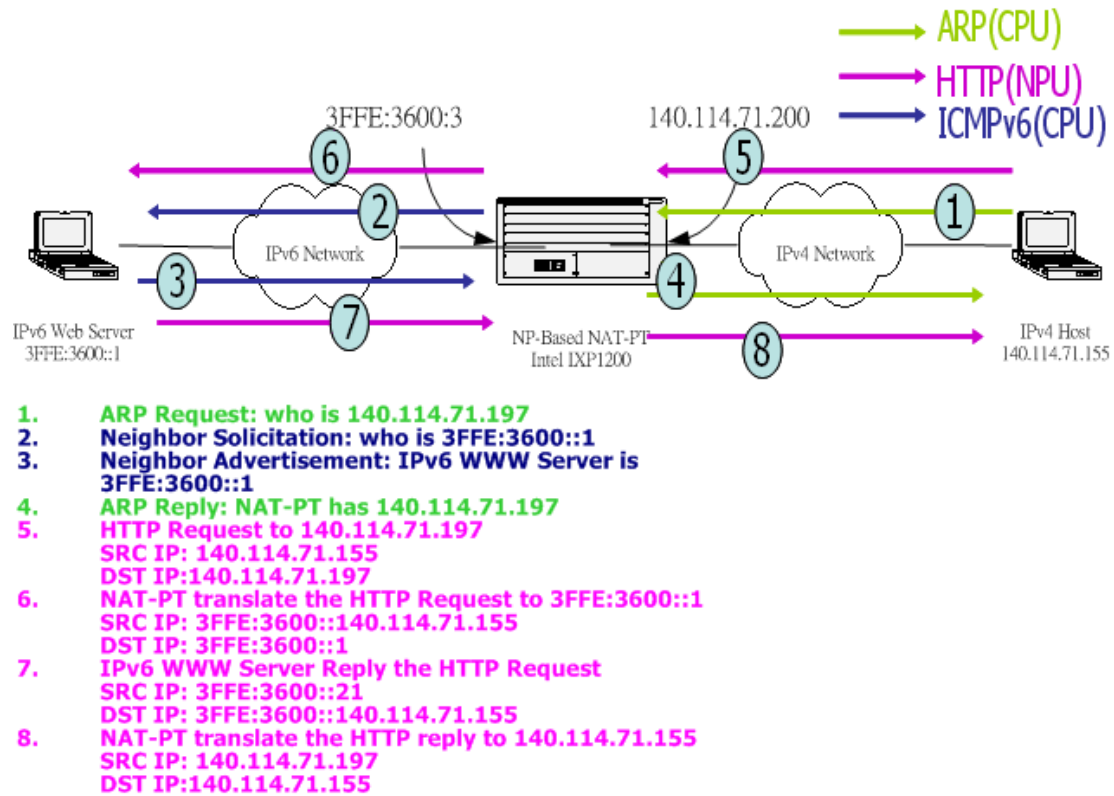 ARP(CPU)
HTTP(NPU)
ICMPv6(CPU)
3FFE:3600:3
140.114.71.200
6
5
2
1
IPv6 Network
IPv4 Network
3
4
7
8
IPv6 Web Server
3FFE:3600::1
NP-Based NAT-PT
Intel IXP1200
IPv4 Host
140.114.71.155
1. ARP Request: who is 140.114.71.197
2. Neighbor Solicitation: who is 3FFE:3600::1
3. Neighbor Advertisement: IPv6 WWW Server is
3FFE:3600::1
4. ARP Reply: NAT-PT has 140.114.71.197
5. HTTP Request to 140.114.71.197
SRC IP: 140.114.71.155
DST IP:140.114.71.197
6. NAT-PT translate the HTTP Request to 3FFE:3600::1
SRC IP: 3FFE:3600::140.114.71.155
DST IP: 3FFE:3600::1
7. IPv6 WWW Server Reply the HTTP Request
SRC IP: 3FFE:3600::21
DST IP: 3FFE:3600::140.114.71.155
8. NAT-PT translate the HTTP reply to 140.114.71.155
SRC IP: 140.114.71.197
DST IP:140.114.71.155